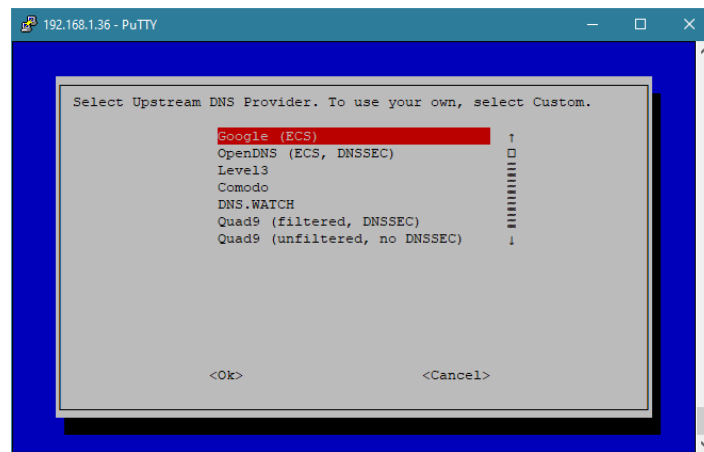 192.168.1.36 - PuTTY
Select Upstream DNS Provider. To use your own, select Custom.
Google (ECS)
OpenDNS (ECS, DNSSEC)
Level3
Comodo
DNS.WATCH
Quad9 (filtered, DNSSEC)
Quad9 (unfiltered, no DNSSEC)
<Ok> <Cancel>